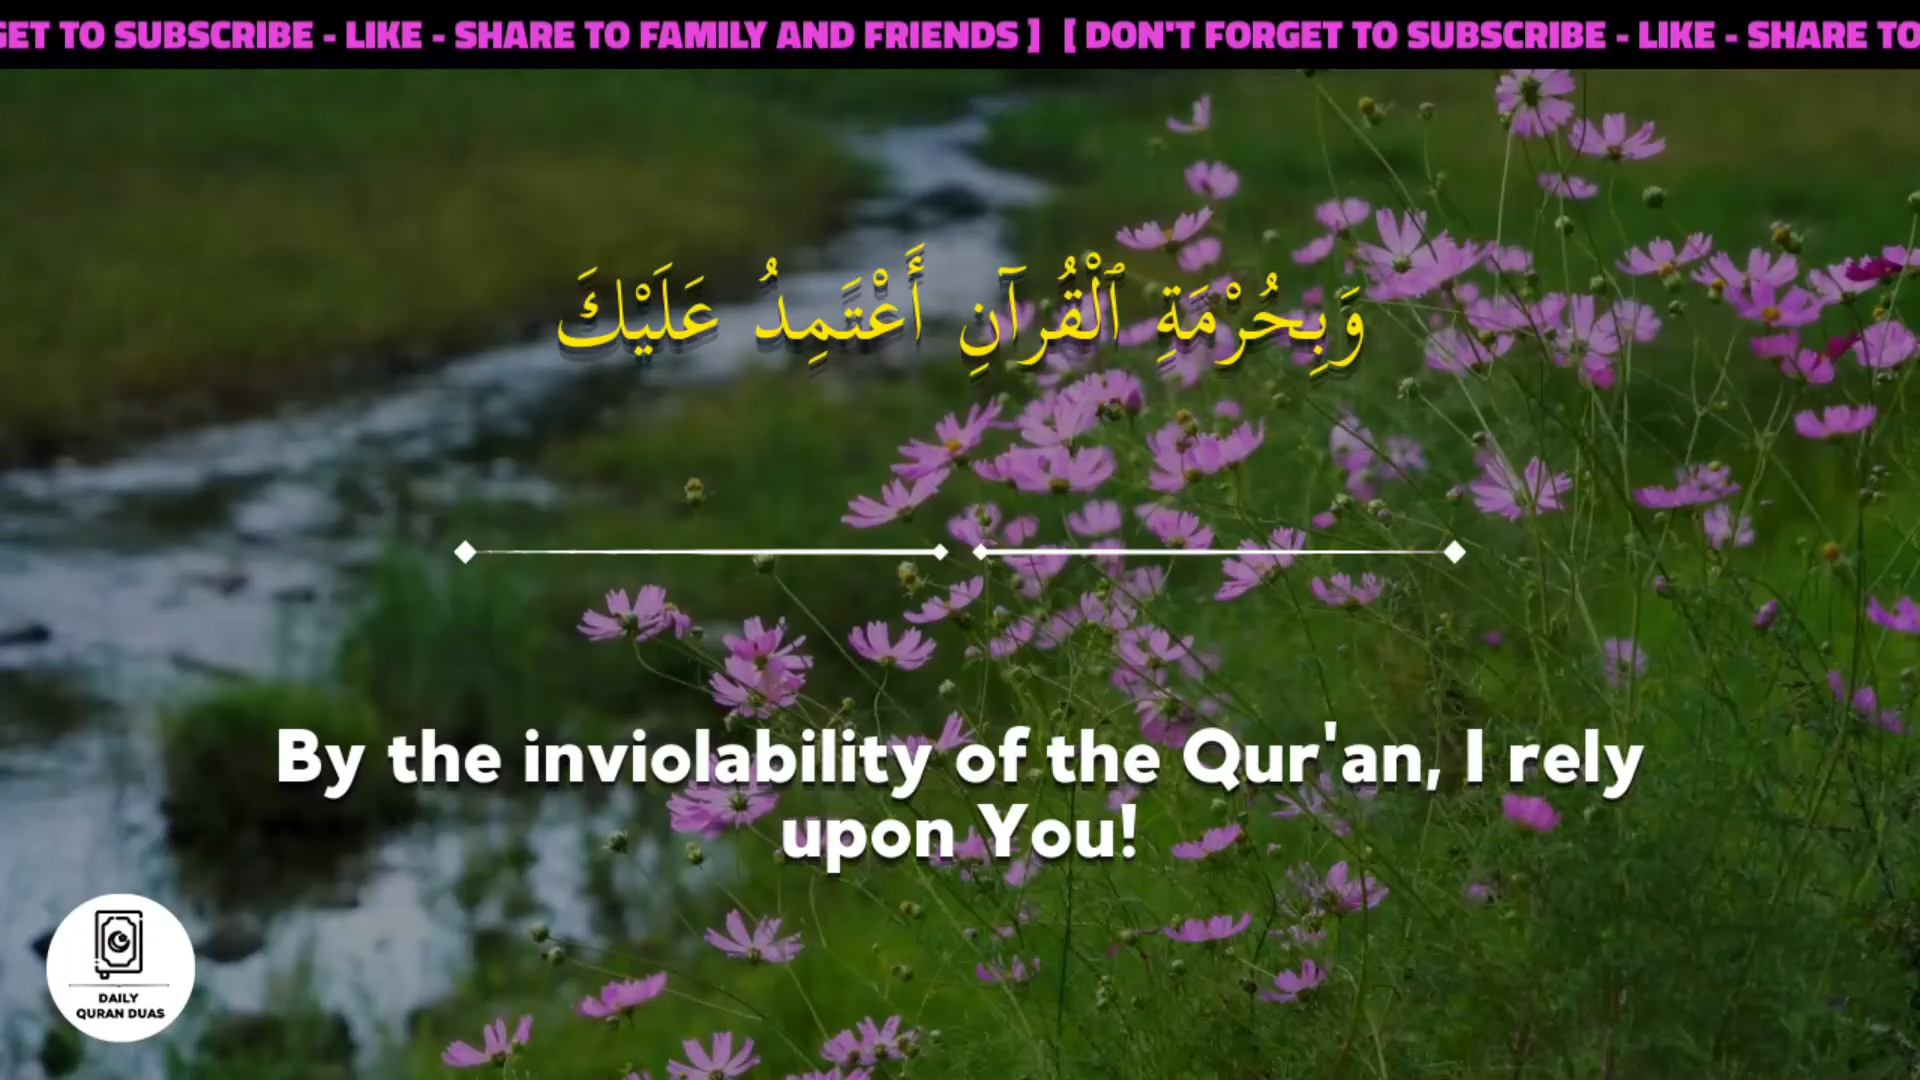 GET TO SUBSCRIBE - LIKE - SHARE TO FAMILY AND FRIENDS ] [ DON'T FORGET TO SUBSCRIBE - LIKE - SHARE TO
وَبِحُرْمَةِ ٱلْقُرآنِ أَعْتَمِدُ عَلَيْكَ
By the inviolability of the Qur'an, I rely
upon You!
DAILY
QURAN DUAS